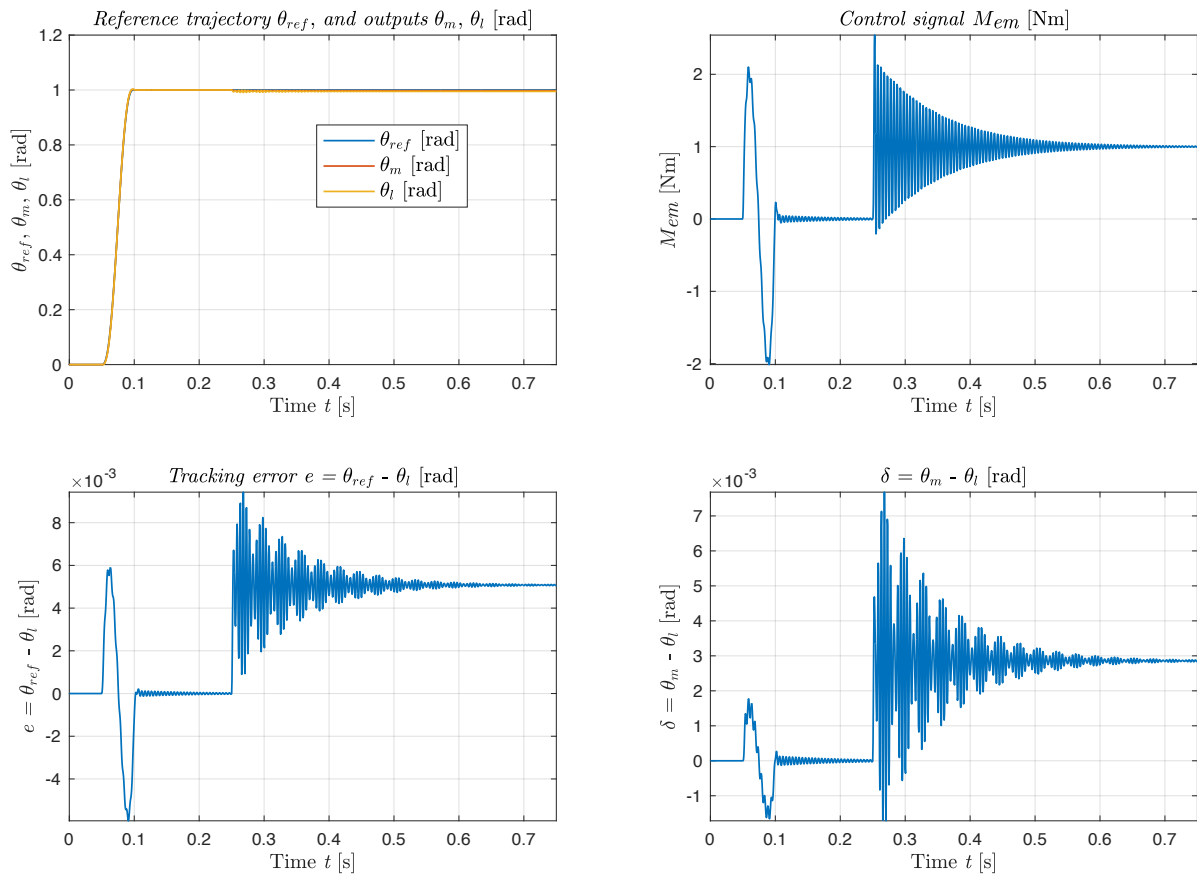 Reference trajectory θref, and outputs θm, θl [rad]
θref, θm, θl [rad]
1.2
1
0.8
0.6
0.4
0.2
0
0 0.1 0.2 0.3 0.4 0.5 0.6 0.7
Time t [s]
θref [rad]
θm [rad]
θl [rad]
Control signal Mem [Nm]
Mem [Nm]
2
1
0
-1
-2
0 0.1 0.2 0.3 0.4 0.5 0.6 0.7
Time t [s]
Tracking error e = θref - θl [rad]
×10-3
e = θref - θl [rad]
8
6
4
2
0
-2
-4
0 0.1 0.2 0.3 0.4 0.5 0.6 0.7
Time t [s]
δ = θm - θl [rad]
×10-3
δ = θm - θl [rad]
7
6
5
4
3
2
1
0
-1
0 0.1 0.2 0.3 0.4 0.5 0.6 0.7
Time t [s]